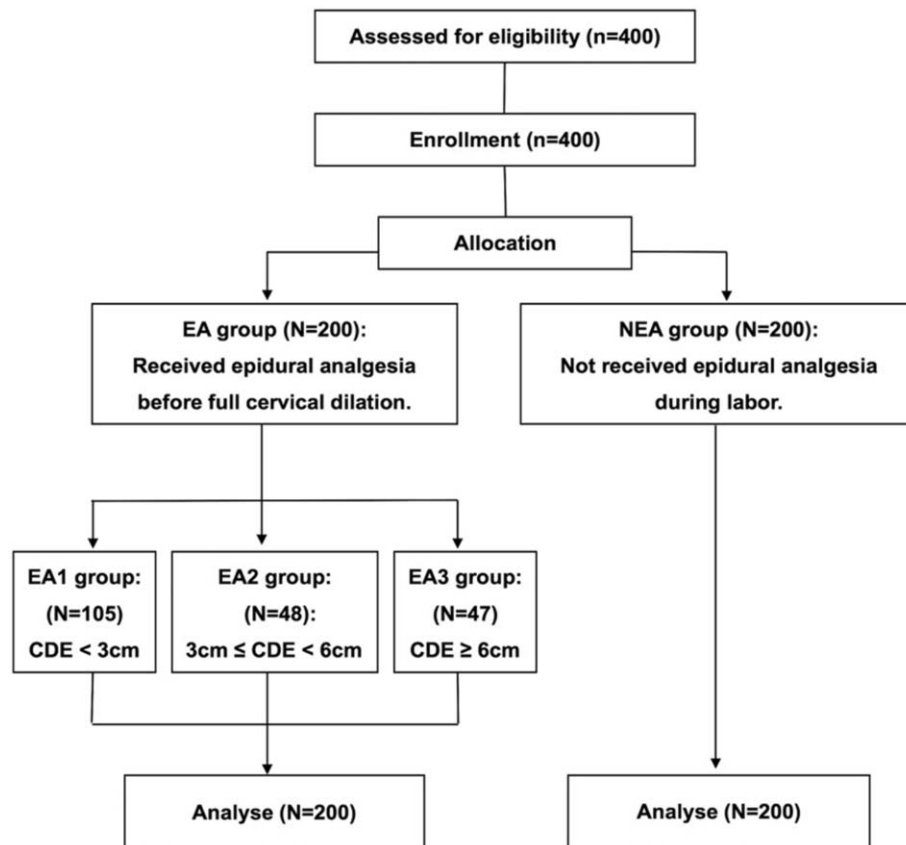 Assessed for eligibility (n=400)
Enrollment (n=400)
Allocation
EA group (N=200):
Received epidural analgesia
before full cervical dilation.
NEA group (N=200):
Not received epidural analgesia
during labor.
EA1 group:
(N=105)
CDE < 3cm
EA2 group:
(N=48):
3cm ≤ CDE < 6cm
EA3 group:
(N=47)
CDE ≥ 6cm
Analyse (N=200)
Analyse (N=200)